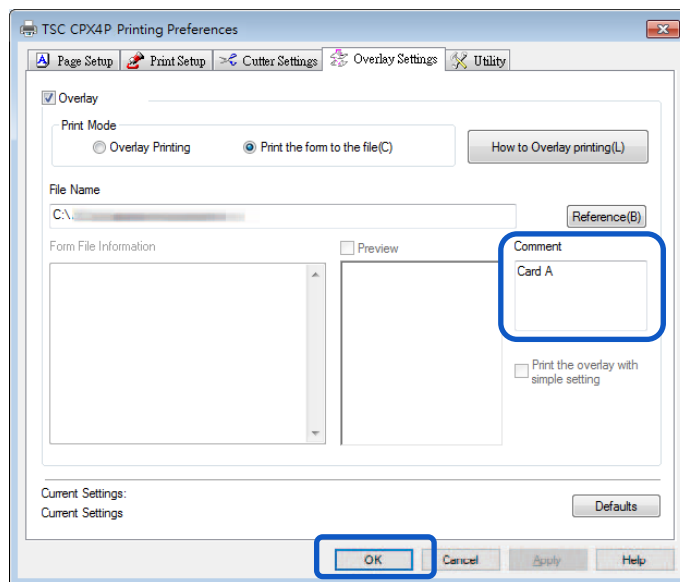 TSC CPX4P Printing Preferences
Page Setup Print Setup Cutter Settings Overlay Settings Utility
Overlay
Print Mode
Overlay Printing Print the form to the file(C) How to Overlay printing(L)
File Name
C:\.
Reference(B)
Form File Information Preview Comment
Card A
Print the overlay with
simple setting
Current Settings:
Current Settings
Defaults
OK Cancel Apply Help